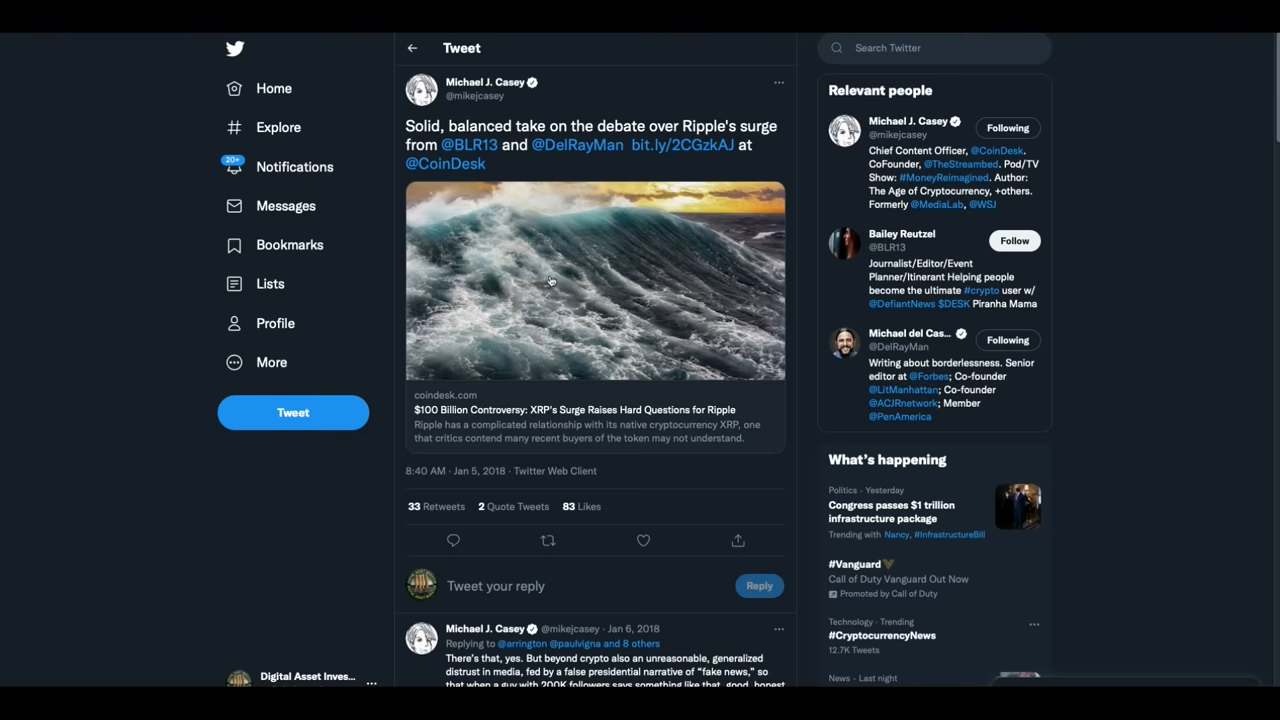 Tweet
Search Twitter
Home
Explore
20+
Notifications
Messages
Bookmarks
Lists
Profile
More
Tweet
Digital Asset Inves...
Michael J. Casey
@mikejcasey
Solid, balanced take on the debate over Ripple's surge
from @BLR13 and @DelRayMan bit.ly/2CGzkAJ at
@CoinDesk
coindesk.com
$100 Billion Controversy: XRP's Surge Raises Hard Questions for Ripple
Ripple has a complicated relationship with its native cryptocurrency XRP, one
that critics contend many recent buyers of the token may not understand.
8:40 AM · Jan 5, 2018 · Twitter Web Client
33 Retweets 2 Quote Tweets 83 Likes
Tweet your reply
Reply
Michael J. Casey @mikejcasey · Jan 6, 2018
Replying to @arrington @paulvigna and 8 others
There's that, yes. But beyond crypto also an unreasonable, generalized
distrust in media, fed by a false presidential narrative of "fake news," so
that when a guy with 200K followers says something like that, good, honest
Relevant people
Michael J. Casey
@mikejcasey
Following
Chief Content Officer, @CoinDesk.
CoFounder, @TheStreambed. Pod/TV
Show: #MoneyReimagined. Author:
The Age of Cryptocurrency, +others.
Formerly @MediaLab, @WSJ
Bailey Reutzel
@BLR13
Follow
Journalist/Editor/Event
Planner/Itinerant Helping people
become the ultimate #crypto user w/
@DefiantNews $DESK Piranha Mama
Michael del Cas...
@DelRayMan
Following
Writing about borderlessness. Senior
editor at @Forbes; Co-founder
@LitManhattan; Co-founder
@ACJRnetwork; Member
@PenAmerica
What's happening
Politics · Yesterday
Congress passes $1 trillion
infrastructure package
Trending with Nancy, #InfrastructureBill
#Vanguard
Call of Duty Vanguard Out Now
Promoted by Call of Duty
Technology · Trending
#CryptocurrencyNews
12.7K Tweets
News · Last night